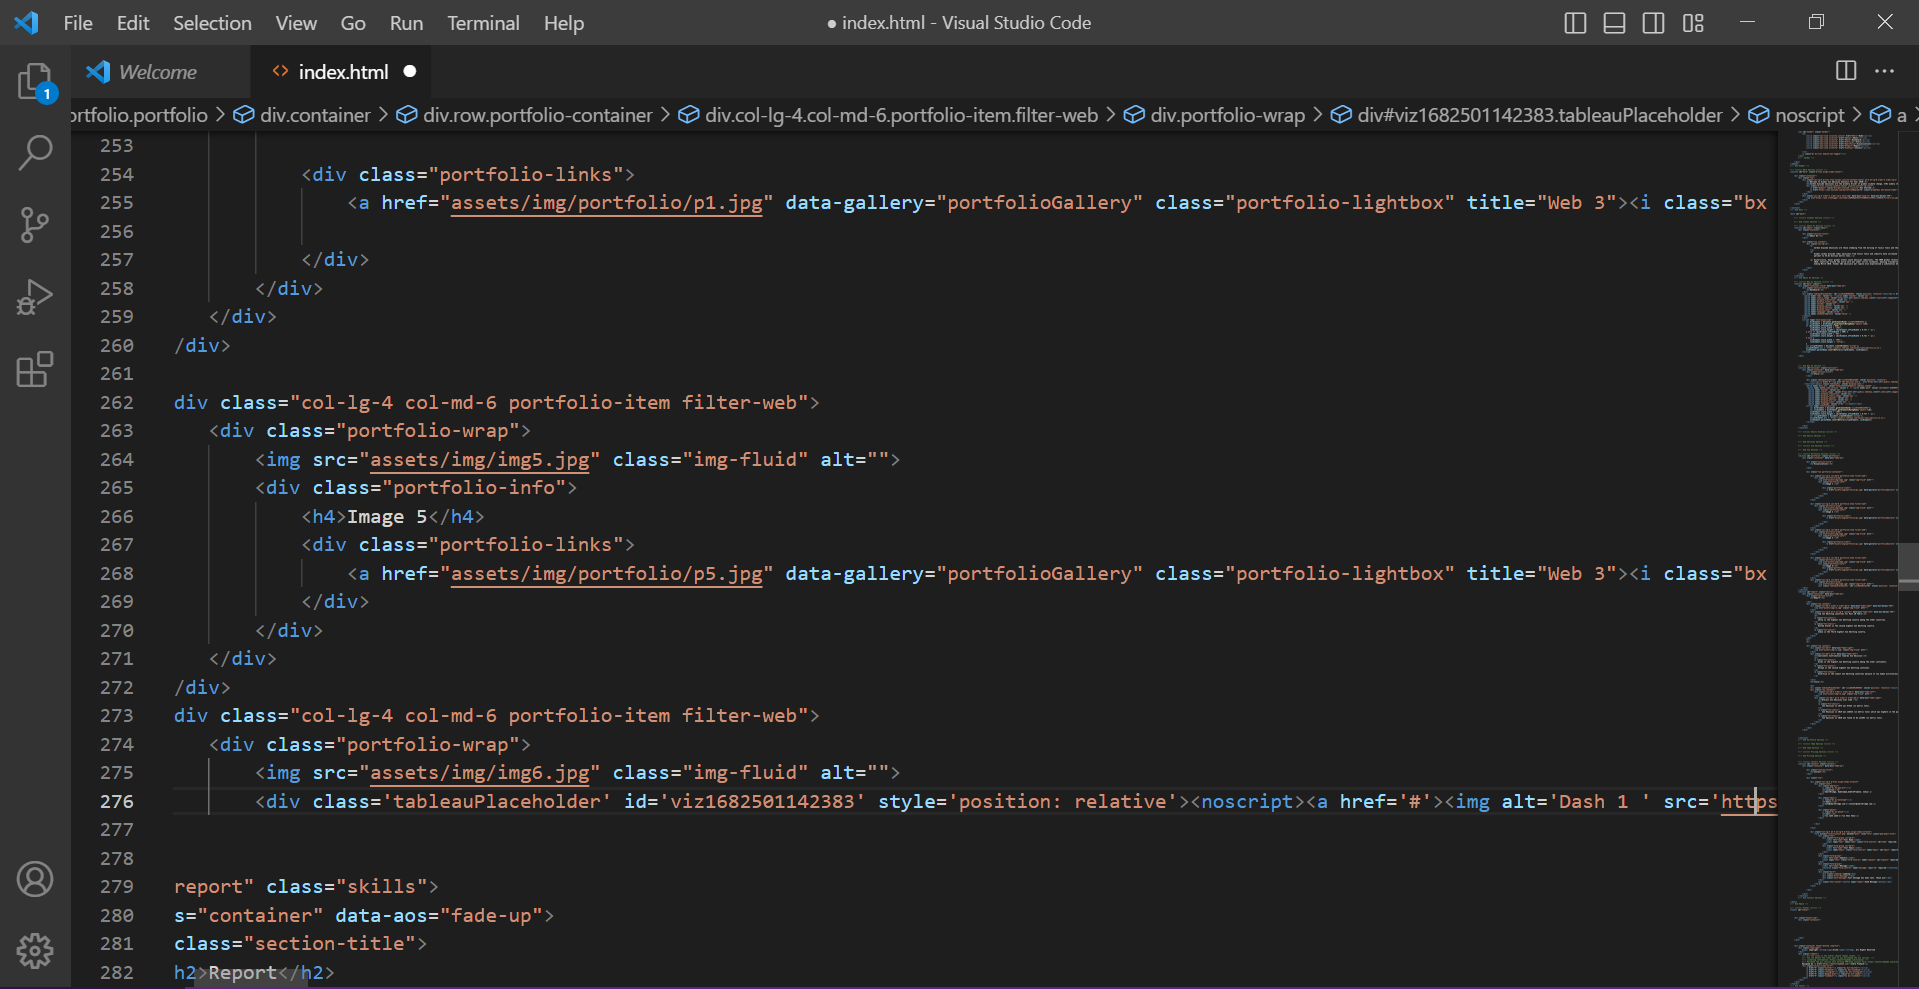 File Edit Selection View Go Run Terminal Help ● index.html - Visual Studio Code
Welcome <> index.html ●
1
ortfolio.portfolio > div.container > div.row.portfolio-container > div.col-lg-4.col-md-6.portfolio-item.filter-web > div.portfolio-wrap > div#viz1682501142383.tableauPlaceholder > noscript > a >
253
254 <div class="portfolio-links">
255 <a href="assets/img/portfolio/p1.jpg" data-gallery="portfolioGallery" class="portfolio-lightbox" title="Web 3"><i class="bx
256
257 </div>
258 </div>
259 </div>
260 /div>
261
262 div class="col-lg-4 col-md-6 portfolio-item filter-web">
263 <div class="portfolio-wrap">
264 <img src="assets/img/img5.jpg" class="img-fluid" alt="">
265 <div class="portfolio-info">
266 <h4>Image 5</h4>
267 <div class="portfolio-links">
268 <a href="assets/img/portfolio/p5.jpg" data-gallery="portfolioGallery" class="portfolio-lightbox" title="Web 3"><i class="bx
269 </div>
270 </div>
271 </div>
272 /div>
273 div class="col-lg-4 col-md-6 portfolio-item filter-web">
274 <div class="portfolio-wrap">
275 <img src="assets/img/img6.jpg" class="img-fluid" alt="">
276 <div class='tableauPlaceholder' id='viz1682501142383' style='position: relative'><noscript><a href='#'><img alt='Dash 1 ' src='https
277
278
279 report" class="skills">
280 s="container" data-aos="fade-up">
281 class="section-title">
282 h2>Report</h2>